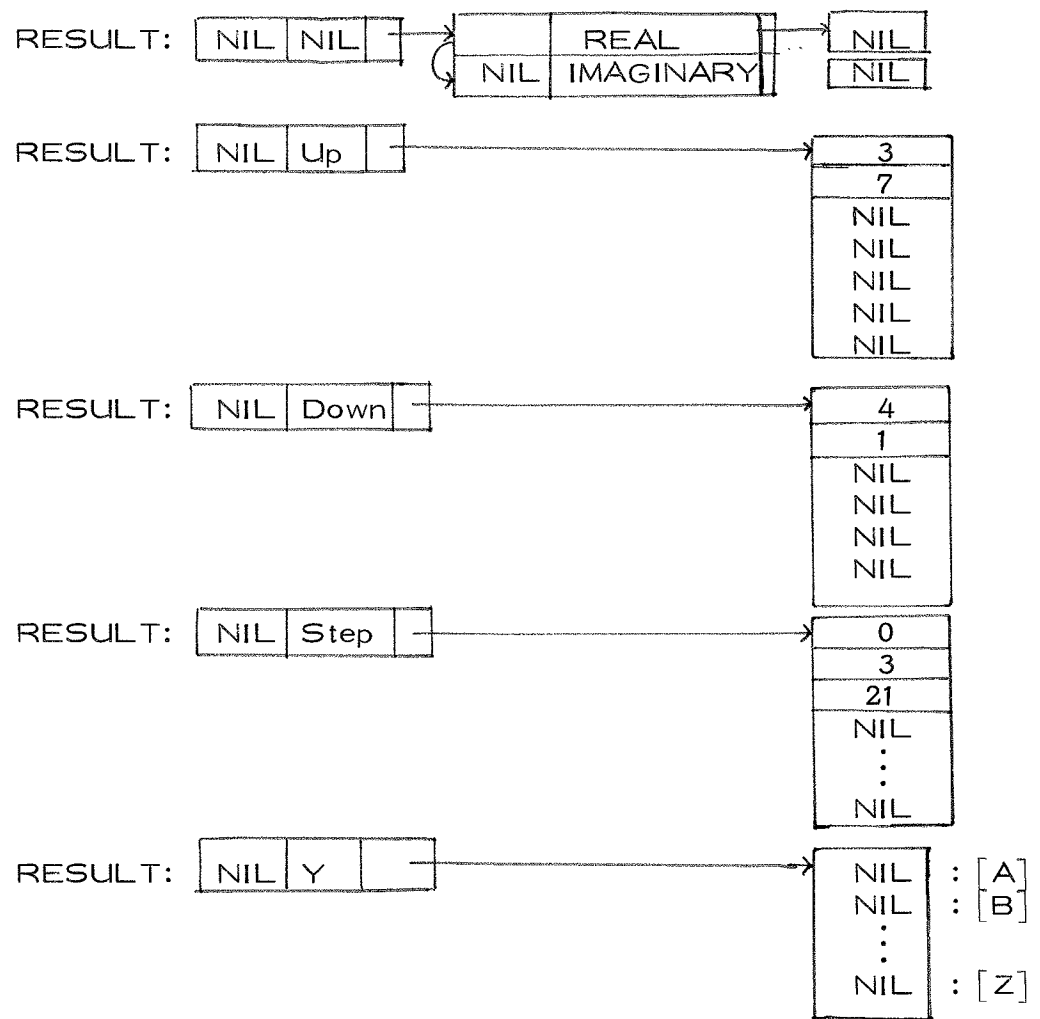 RESULT: NIL NIL REAL NIL
NIL IMAGINARY NIL
RESULT: NIL Up 3
7
NIL
NIL
NIL
NIL
NIL
RESULT: NIL Down 4
1
NIL
NIL
NIL
NIL
RESULT: NIL Step 0
3
21
NIL
NIL
RESULT: NIL Y NIL : [A]
NIL : [B]
NIL : [Z]